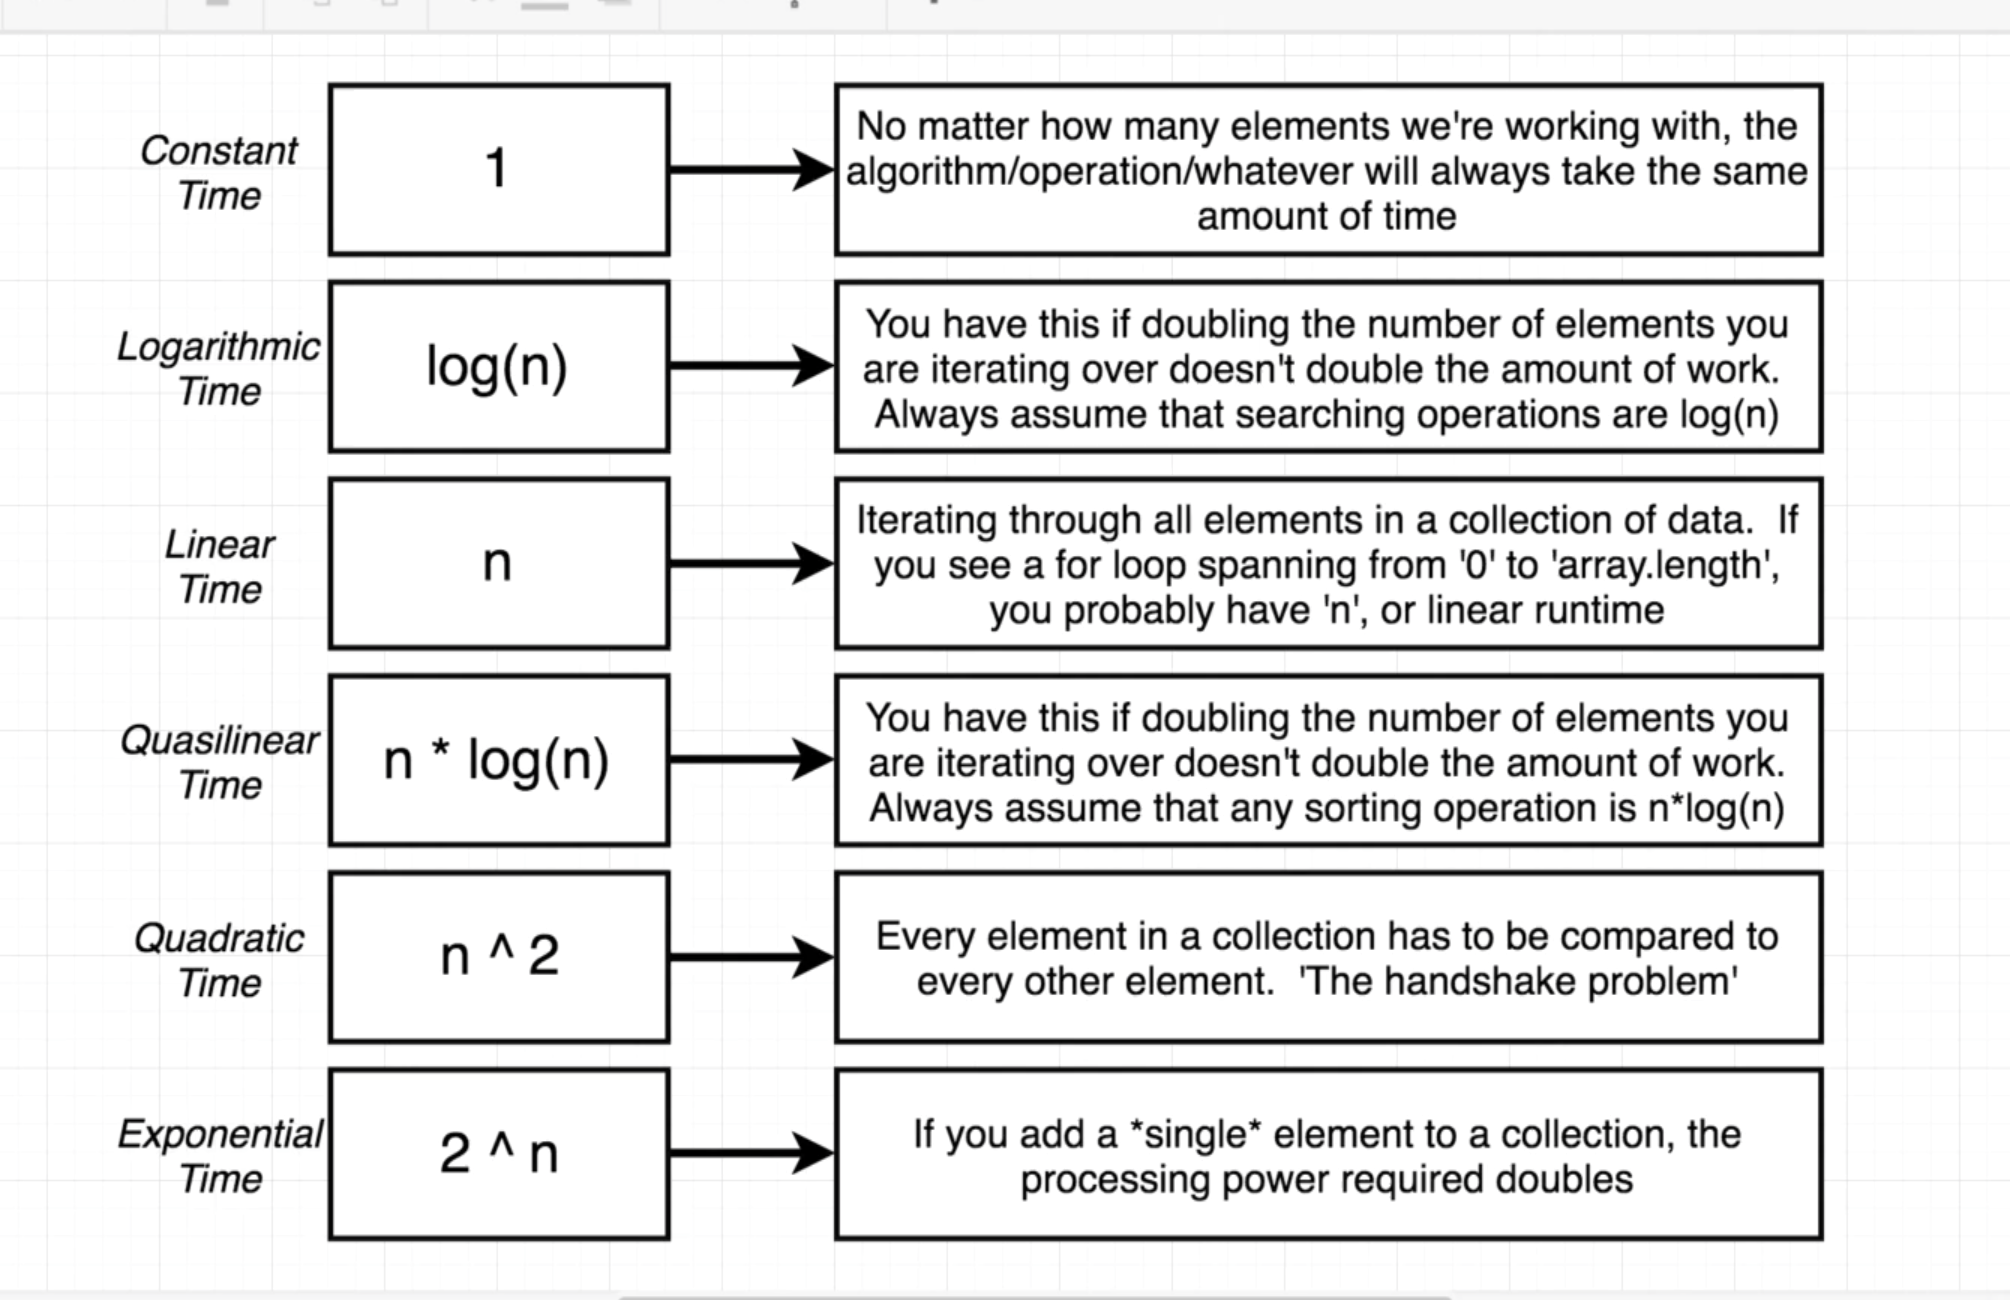 Constant
Time
1
No matter how many elements we're working with, the
algorithm/operation/whatever will always take the same
amount of time
Logarithmic
Time
log(n)
You have this if doubling the number of elements you
are iterating over doesn't double the amount of work.
Always assume that searching operations are log(n)
Linear
Time
n
Iterating through all elements in a collection of data.  If
you see a for loop spanning from '0' to 'array.length',
you probably have 'n', or linear runtime
Quasilinear
Time
n * log(n)
You have this if doubling the number of elements you
are iterating over doesn't double the amount of work.
Always assume that any sorting operation is n*log(n)
Quadratic
Time
n ^ 2
Every element in a collection has to be compared to
every other element.  'The handshake problem'
Exponential
Time
2 ^ n
If you add a *single* element to a collection, the
processing power required doubles